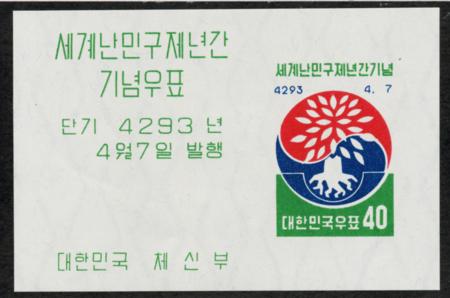 세계난민구제년간
기념우표
단기 4293 년
4월7일 발행
대한민국 체신부
세계난민구제년간기념
4293 4. 7
대한민국우표 40